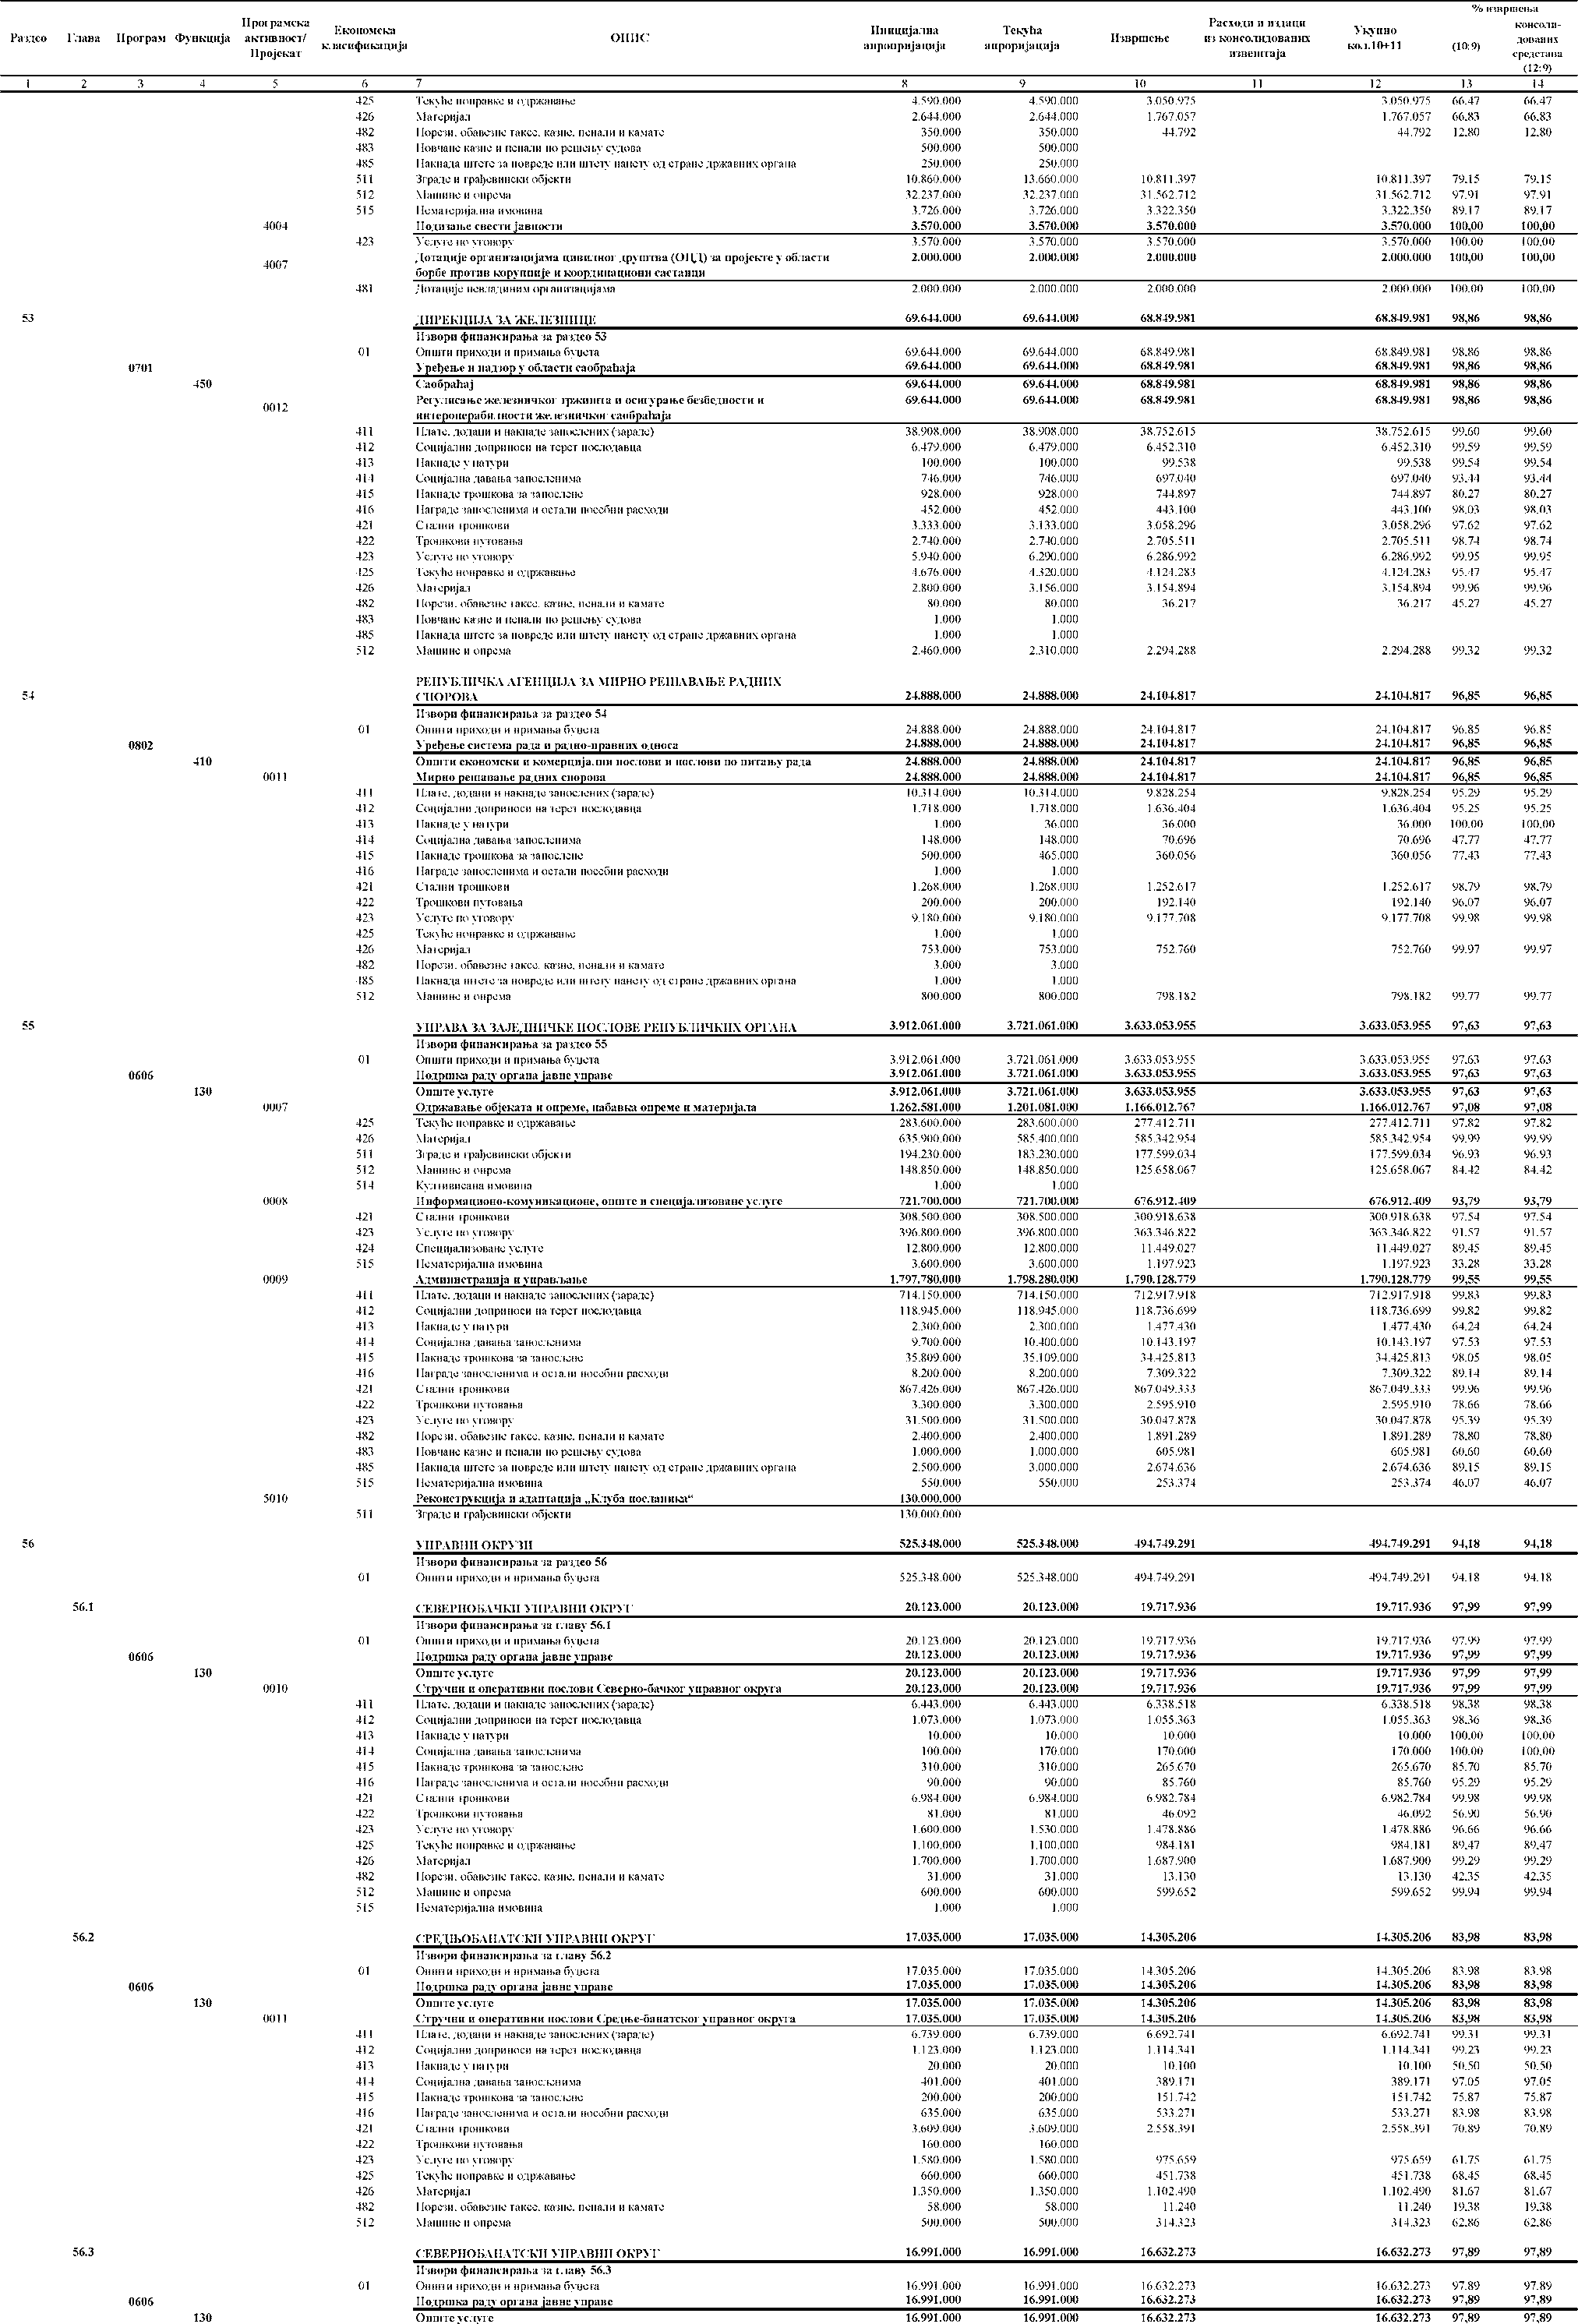 Раздео Глава Програм Функција Програмска активност/ Пројекат Економска класификација ОПИС Иницијална апропријација Текућа апропријација Извршење Расходи и издаци из консолидованих извештаја Укупно кол.10+11 % извршења (10:9) консоли-дованих средстава (12:9)
1 2 3 4 5 6 7 8 9 10 11 12 13 14
425 Текуће поправке и одржавање 4.590.000 4.590.000 3.050.975 3.050.975 66,47 66,47
426 Материјал 2.644.000 2.644.000 1.767.057 1.767.057 66,83 66,83
482 Порези, обавезне таксе, казне, пенали и камате 350.000 350.000 44.792 44.792 12,80 12,80
483 Новчане казне и пенали по решењу судова 500.000 500.000
485 Накнада штете за повреде или штету нанету од стране државних органа 250.000 250.000
511 Зграде и грађевински објекти 10.860.000 13.660.000 10.811.397 10.811.397 79,15 79,15
512 Машине и опрема 32.237.000 32.237.000 31.562.712 31.562.712 97,91 97,91
515 Нематеријална имовина 3.726.000 3.726.000 3.322.350 3.322.350 89,17 89,17
4004 Подизање свести јавности 3.570.000 3.570.000 3.570.000 3.570.000 100,00 100,00
423 Услуге по уговору 3.570.000 3.570.000 3.570.000 3.570.000 100,00 100,00
4007 Дотације организацијама цивилног друштва (ОЦД) за пројекте у области борбе против корупције и координациони састанци 2.000.000 2.000.000 2.000.000 2.000.000 100,00 100,00
481 Дотације невладиним организацијама 2.000.000 2.000.000 2.000.000 2.000.000 100,00 100,00
53 ДИРЕКЦИЈА ЗА ЖЕЛЕЗНИЦЕ 69.644.000 69.644.000 68.849.981 68.849.981 98,86 98,86
Извори финансирања за раздео 53
01 Општи приходи и примања буџета 69.644.000 69.644.000 68.849.981 68.849.981 98,86 98,86
0701 Уређење и надзор у области саобраћаја 69.644.000 69.644.000 68.849.981 68.849.981 98,86 98,86
450 Саобраћај 69.644.000 69.644.000 68.849.981 68.849.981 98,86 98,86
0012 Регулисање железничког тржишта и осигурање безбедности и интероперабилности железничког саобраћаја 69.644.000 69.644.000 68.849.981 68.849.981 98,86 98,86
411 Плате, додаци и накнаде запослених (зараде) 38.908.000 38.908.000 38.752.615 38.752.615 99,60 99,60
412 Социјални доприноси на терет послодавца 6.479.000 6.479.000 6.452.310 6.452.310 99,59 99,59
413 Накнаде у натури 100.000 100.000 99.538 99.538 99,54 99,54
414 Социјална давања запосленима 746.000 746.000 697.040 697.040 93,44 93,44
415 Накнаде трошкова за запослене 928.000 928.000 744.897 744.897 80,27 80,27
416 Награде запосленима и остали посебни расходи 452.000 452.000 443.100 443.100 98,03 98,03
421 Стални трошкови 3.333.000 3.133.000 3.058.296 3.058.296 97,62 97,62
422 Трошкови путовања 2.740.000 2.740.000 2.705.511 2.705.511 98,74 98,74
423 Услуге по уговору 5.940.000 6.290.000 6.286.992 6.286.992 99,95 99,95
425 Текуће поправке и одржавање 4.676.000 4.320.000 4.124.283 4.124.283 95,47 95,47
426 Материјал 2.800.000 3.156.000 3.154.894 3.154.894 99,96 99,96
482 Порези, обавезне таксе, казне, пенали и камате 80.000 80.000 36.217 36.217 45,27 45,27
483 Новчане казне и пенали по решењу судова 1.000 1.000
485 Накнада штете за повреде или штету нанету од стране државних органа 1.000 1.000
512 Машине и опрема 2.460.000 2.310.000 2.294.288 2.294.288 99,32 99,32
54 РЕПУБЛИЧКА АГЕНЦИЈА ЗА МИРНО РЕШАВАЊЕ РАДНИХ СПОРОВА 24.888.000 24.888.000 24.104.817 24.104.817 96,85 96,85
Извори финансирања за раздео 54
01 Општи приходи и примања буџета 24.888.000 24.888.000 24.104.817 24.104.817 96,85 96,85
0802 Уређење система рада и радно-правних односа 24.888.000 24.888.000 24.104.817 24.104.817 96,85 96,85
410 Општи економски и комерцијални послови и послови по питању рада 24.888.000 24.888.000 24.104.817 24.104.817 96,85 96,85
0011 Мирно решавање радних спорова 24.888.000 24.888.000 24.104.817 24.104.817 96,85 96,85
411 Плате, додаци и накнаде запослених (зараде) 10.314.000 10.314.000 9.828.254 9.828.254 95,29 95,29
412 Социјални доприноси на терет послодавца 1.718.000 1.718.000 1.636.404 1.636.404 95,25 95,25
413 Накнаде у натури 1.000 36.000 36.000 36.000 100,00 100,00
414 Социјална давања запосленима 148.000 148.000 70.696 70.696 47,77 47,77
415 Накнаде трошкова за запослене 500.000 465.000 360.056 360.056 77,43 77,43
416 Награде запосленима и остали посебни расходи 1.000 1.000
421 Стални трошкови 1.268.000 1.268.000 1.252.617 1.252.617 98,79 98,79
422 Трошкови путовања 200.000 200.000 192.140 192.140 96,07 96,07
423 Услуге по уговору 9.180.000 9.180.000 9.177.708 9.177.708 99,98 99,98
425 Текуће поправке и одржавање 1.000 1.000
426 Материјал 753.000 753.000 752.760 752.760 99,97 99,97
482 Порези, обавезне таксе, казне, пенали и камате 3.000 3.000
485 Накнада штете за повреде или штету нанету од стране државних органа 1.000 1.000
512 Машине и опрема 800.000 800.000 798.182 798.182 99,77 99,77
55 УПРАВА ЗА ЗАЈЕДНИЧКЕ ПОСЛОВЕ РЕПУБЛИЧКИХ ОРГАНА 3.912.061.000 3.721.061.000 3.633.053.955 3.633.053.955 97,63 97,63
Извори финансирања за раздео 55
01 Општи приходи и примања буџета 3.912.061.000 3.721.061.000 3.633.053.955 3.633.053.955 97,63 97,63
0606 Подршка раду органа јавне управе 3.912.061.000 3.721.061.000 3.633.053.955 3.633.053.955 97,63 97,63
130 Опште услуге 3.912.061.000 3.721.061.000 3.633.053.955 3.633.053.955 97,63 97,63
0007 Одржавање објеката и опреме, набавка опреме и материјала 1.262.581.000 1.201.081.000 1.166.012.767 1.166.012.767 97,08 97,08
425 Текуће поправке и одржавање 283.600.000 283.600.000 277.412.711 277.412.711 97,82 97,82
426 Материјал 635.900.000 585.400.000 585.342.954 585.342.954 99,99 99,99
511 Зграде и грађевински објекти 194.230.000 183.230.000 177.599.034 177.599.034 96,93 96,93
512 Машине и опрема 148.850.000 148.850.000 125.658.067 125.658.067 84,42 84,42
514 Култивисана имовина 1.000 1.000
0008 Информационо-комуникационе, опште и специјализоване услуге 721.700.000 721.700.000 676.912.409 676.912.409 93,79 93,79
421 Стални трошкови 308.500.000 308.500.000 300.918.638 300.918.638 97,54 97,54
423 Услуге по уговору 396.800.000 396.800.000 363.346.822 363.346.822 91,57 91,57
424 Специјализоване услуге 12.800.000 12.800.000 11.449.027 11.449.027 89,45 89,45
515 Нематеријална имовина 3.600.000 3.600.000 1.197.923 1.197.923 33,28 33,28
0009 Администрација и управљање 1.797.780.000 1.798.280.000 1.790.128.779 1.790.128.779 99,55 99,55
411 Плате, додаци и накнаде запослених (зараде) 714.150.000 714.150.000 712.917.918 712.917.918 99,83 99,83
412 Социјални доприноси на терет послодавца 118.945.000 118.945.000 118.736.699 118.736.699 99,82 99,82
413 Накнаде у натури 2.300.000 2.300.000 1.477.430 1.477.430 64,24 64,24
414 Социјална давања запосленима 9.700.000 10.400.000 10.143.197 10.143.197 97,53 97,53
415 Накнаде трошкова за запослене 35.809.000 35.109.000 34.425.813 34.425.813 98,05 98,05
416 Награде запосленима и остали посебни расходи 8.200.000 8.200.000 7.309.322 7.309.322 89,14 89,14
421 Стални трошкови 867.426.000 867.426.000 867.049.333 867.049.333 99,96 99,96
422 Трошкови путовања 3.300.000 3.300.000 2.595.910 2.595.910 78,66 78,66
423 Услуге по уговору 31.500.000 31.500.000 30.047.878 30.047.878 95,39 95,39
482 Порези, обавезне таксе, казне, пенали и камате 2.400.000 2.400.000 1.891.289 1.891.289 78,80 78,80
483 Новчане казне и пенали по решењу судова 1.000.000 1.000.000 605.981 605.981 60,60 60,60
485 Накнада штете за повреде или штету нанету од стране државних органа 2.500.000 3.000.000 2.674.636 2.674.636 89,15 89,15
515 Нематеријална имовина 550.000 550.000 253.374 253.374 46,07 46,07
5010 Реконструкција и адаптација „Клуба посланика“ 130.000.000
511 Зграде и грађевински објекти 130.000.000
56 УПРАВНИ ОКРУЗИ 525.348.000 525.348.000 494.749.291 494.749.291 94,18 94,18
Извори финансирања за раздео 56
01 Општи приходи и примања буџета 525.348.000 525.348.000 494.749.291 494.749.291 94,18 94,18
56.1 СЕВЕРНОБАЧКИ УПРАВНИ ОКРУГ 20.123.000 20.123.000 19.717.936 19.717.936 97,99 97,99
Извори финансирања за главу 56.1
01 Општи приходи и примања буџета 20.123.000 20.123.000 19.717.936 19.717.936 97,99 97,99
0606 Подршка раду органа јавне управе 20.123.000 20.123.000 19.717.936 19.717.936 97,99 97,99
130 Опште услуге 20.123.000 20.123.000 19.717.936 19.717.936 97,99 97,99
0010 Стручни и оперативни послови Северно-бачког управног округа 20.123.000 20.123.000 19.717.936 19.717.936 97,99 97,99
411 Плате, додаци и накнаде запослених (зараде) 6.443.000 6.443.000 6.338.518 6.338.518 98,38 98,38
412 Социјални доприноси на терет послодавца 1.073.000 1.073.000 1.055.363 1.055.363 98,36 98,36
413 Накнаде у натури 10.000 10.000 10.000 10.000 100,00 100,00
414 Социјална давања запосленима 100.000 170.000 170.000 170.000 100,00 100,00
415 Накнаде трошкова за запослене 310.000 310.000 265.670 265.670 85,70 85,70
416 Награде запосленима и остали посебни расходи 90.000 90.000 85.760 85.760 95,29 95,29
421 Стални трошкови 6.984.000 6.984.000 6.982.784 6.982.784 99,98 99,98
422 Трошкови путовања 81.000 81.000 46.092 46.092 56,90 56,90
423 Услуге по уговору 1.600.000 1.530.000 1.478.886 1.478.886 96,66 96,66
425 Текуће поправке и одржавање 1.100.000 1.100.000 984.181 984.181 89,47 89,47
426 Материјал 1.700.000 1.700.000 1.687.900 1.687.900 99,29 99,29
482 Порези, обавезне таксе, казне, пенали и камате 31.000 31.000 13.130 13.130 42,35 42,35
512 Машине и опрема 600.000 600.000 599.652 599.652 99,94 99,94
515 Нематеријална имовина 1.000 1.000
56.2 СРЕДЊОБАНАТСКИ УПРАВНИ ОКРУГ 17.035.000 17.035.000 14.305.206 14.305.206 83,98 83,98
Извори финансирања за главу 56.2
01 Општи приходи и примања буџета 17.035.000 17.035.000 14.305.206 14.305.206 83,98 83,98
0606 Подршка раду органа јавне управе 17.035.000 17.035.000 14.305.206 14.305.206 83,98 83,98
130 Опште услуге 17.035.000 17.035.000 14.305.206 14.305.206 83,98 83,98
0011 Стручни и оперативни послови Средње-банатског управног округа 17.035.000 17.035.000 14.305.206 14.305.206 83,98 83,98
411 Плате, додаци и накнаде запослених (зараде) 6.739.000 6.739.000 6.692.741 6.692.741 99,31 99,31
412 Социјални доприноси на терет послодавца 1.123.000 1.123.000 1.114.341 1.114.341 99,23 99,23
413 Накнаде у натури 20.000 20.000 10.100 10.100 50,50 50,50
414 Социјална давања запосленима 401.000 401.000 389.171 389.171 97,05 97,05
415 Накнаде трошкова за запослене 200.000 200.000 151.742 151.742 75,87 75,87
416 Награде запосленима и остали посебни расходи 635.000 635.000 533.271 533.271 83,98 83,98
421 Стални трошкови 3.609.000 3.609.000 2.558.391 2.558.391 70,89 70,89
422 Трошкови путовања 160.000 160.000
423 Услуге по уговору 1.580.000 1.580.000 975.659 975.659 61,75 61,75
425 Текуће поправке и одржавање 660.000 660.000 451.738 451.738 68,45 68,45
426 Материјал 1.350.000 1.350.000 1.102.490 1.102.490 81,67 81,67
482 Порези, обавезне таксе, казне, пенали и камате 58.000 58.000 11.240 11.240 19,38 19,38
512 Машине и опрема 500.000 500.000 314.323 314.323 62,86 62,86
56.3 СЕВЕРНОБАНАТСКИ УПРАВНИ ОКРУГ 16.991.000 16.991.000 16.632.273 16.632.273 97,89 97,89
Извори финансирања за главу 56.3
01 Општи приходи и примања буџета 16.991.000 16.991.000 16.632.273 16.632.273 97,89 97,89
0606 Подршка раду органа јавне управе 16.991.000 16.991.000 16.632.273 16.632.273 97,89 97,89
130 Опште услуге 16.991.000 16.991.000 16.632.273 16.632.273 97,89 97,89